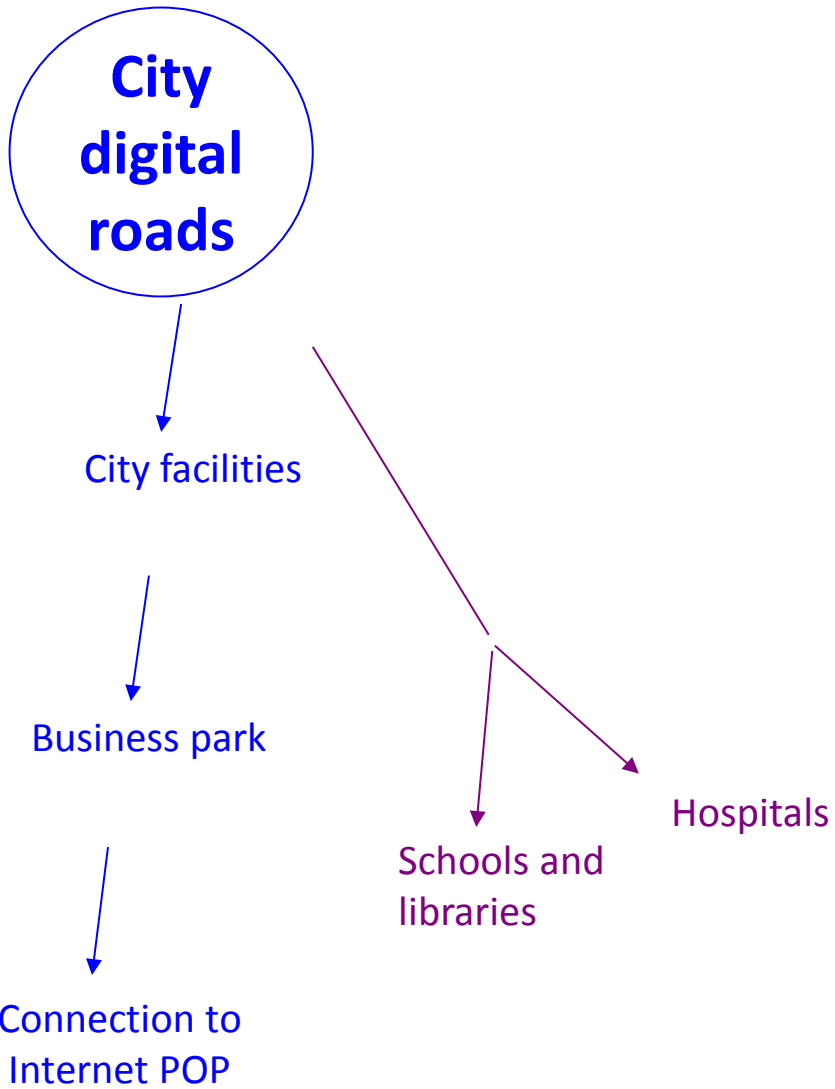 City
digital
roads
City facilities
Business park
Hospitals
Schools and
libraries
Connection to
Internet POP